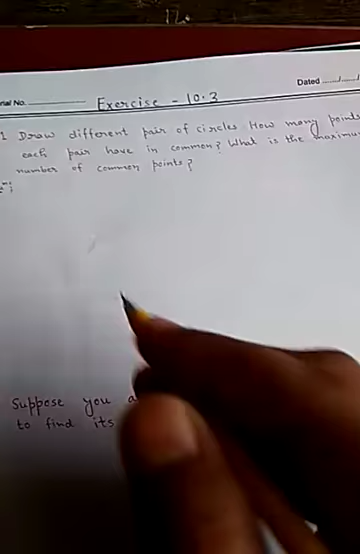 rial No.
Dated
Exercise - 10.3
1 Draw different pair of circles How many points
each pair have in common? What is the maximum
number of common points?
Suppose you a
to find its